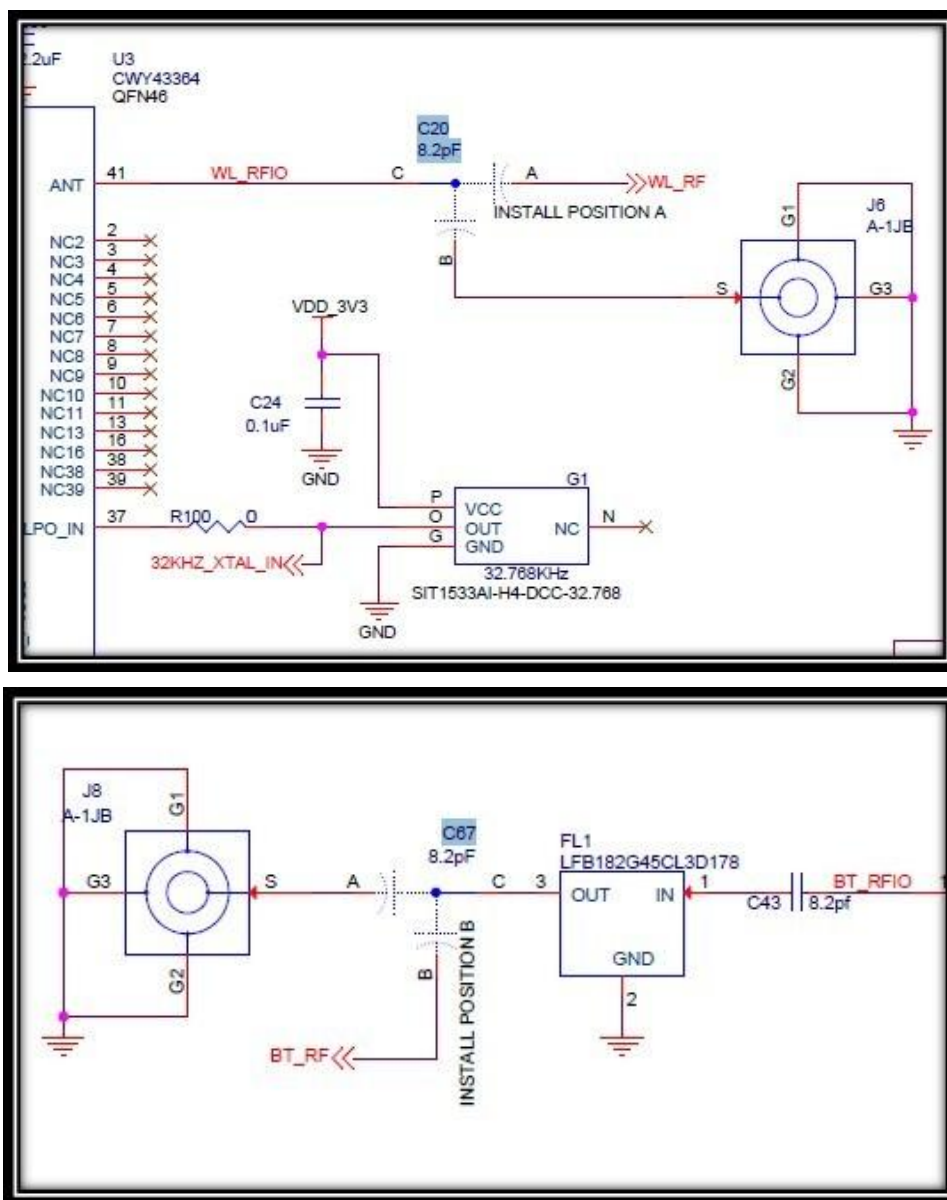 2.2uF
U3
CWY43364
QFN46
C20
8.2pF
ANT
41
WL_RFIO
C
A
WL_RF
INSTALL POSITION A
B
J6
A-1JB
G1
S
G3
G2
NC2
2
NC3
3
NC4
4
NC5
5
NC6
6
NC7
7
NC8
8
NC9
9
NC10
10
NC11
11
NC13
13
NC16
16
NC38
38
NC39
39
VDD_3V3
C24
0.1uF
GND
LPO_IN
37
R100
0
32KHZ_XTAL_IN
G1
P
VCC
O
OUT
G
GND
NC
N
32.768KHz
SIT1533AI-H4-DCC-32.768
GND
J8
A-1JB
G1
G3
S
G2
A
C67
8.2pF
C
3
B
INSTALL POSITION B
BT_RF
FL1
LFB182G45CL3D178
OUT
IN
GND
1
2
C43
8.2pf
BT_RFIO
1